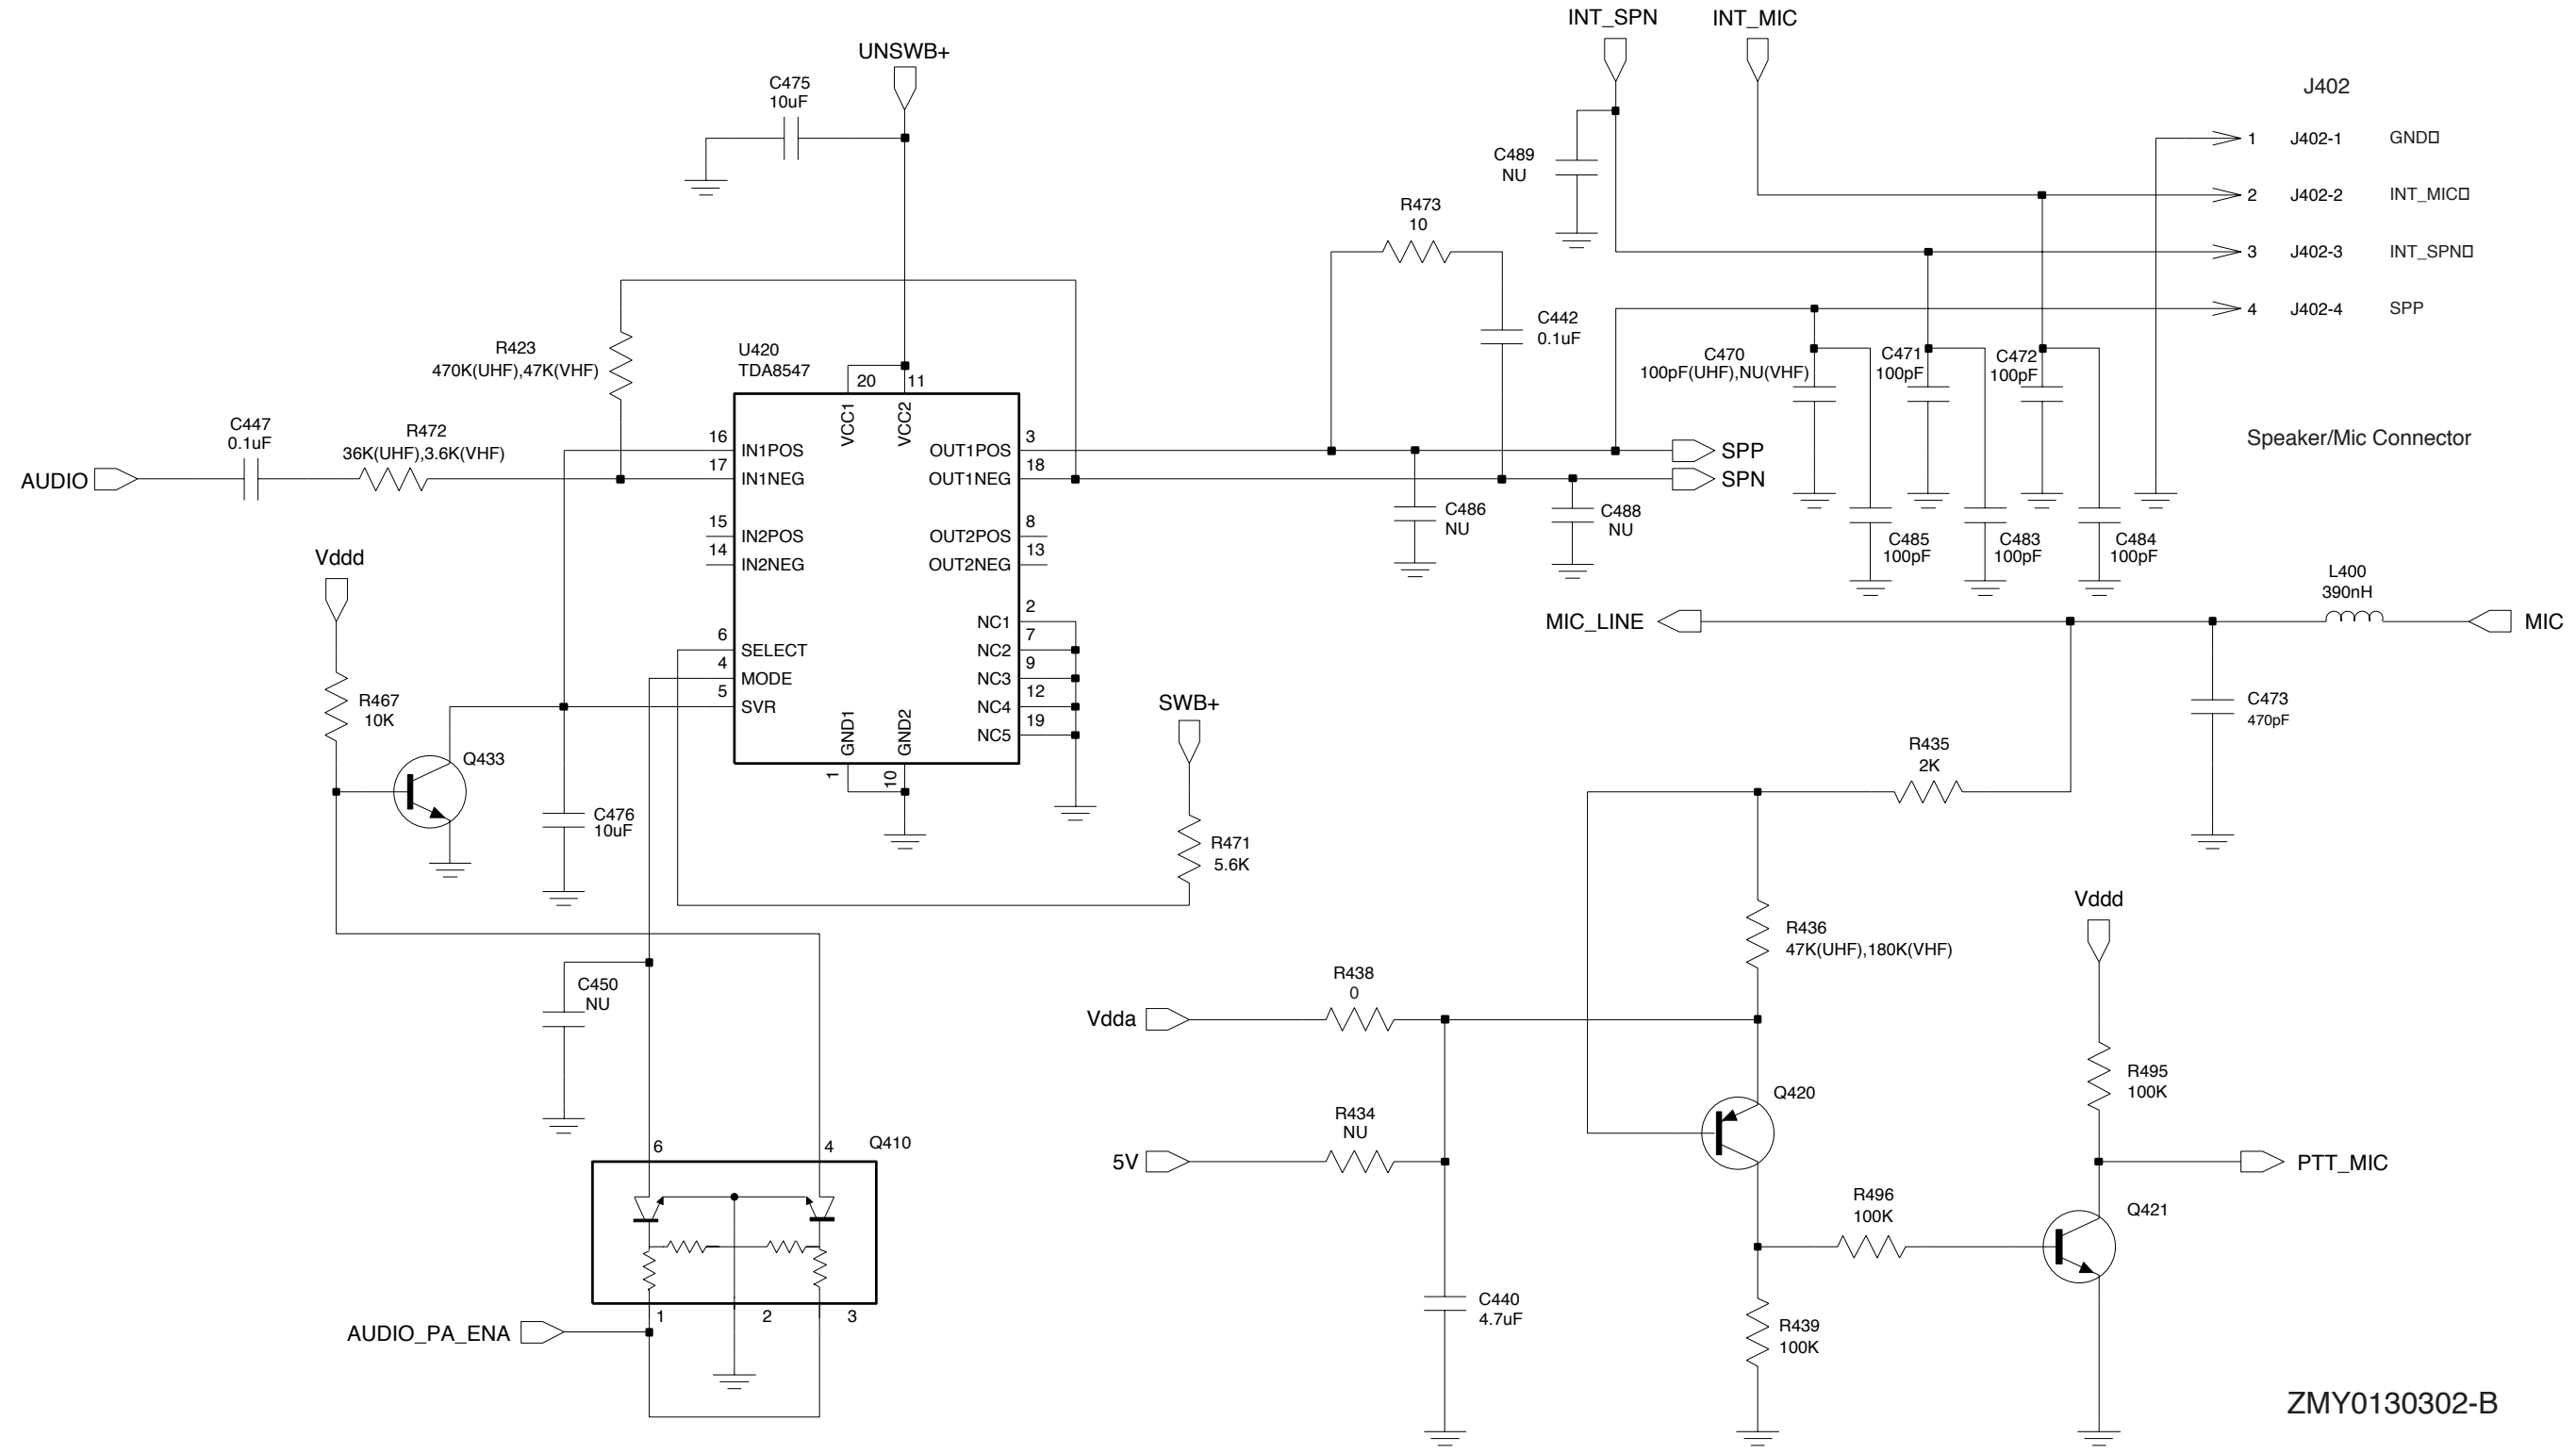 INT_SPN
INT_MIC
UNSWB+
C475
10uF
J402
1 J402-1 GND□
C489
NU
2 J402-2 INT_MIC□
R473
10
3 J402-3 INT_SPN□
4 J402-4 SPP
C442
0.1uF
R423
470K(UHF),47K(VHF)
U420
TDA8547
20
11
C470
100pF(UHF),NU(VHF)
C471
100pF
C472
100pF
VCC1
VCC2
C447
0.1uF
R472
36K(UHF),3.6K(VHF)
Speaker/Mic Connector
16
IN1POS
OUT1POS
3
SPP
17
IN1NEG
OUT1NEG
18
AUDIO
SPN
15
IN2POS
OUT2POS
8
14
IN2NEG
OUT2NEG
13
C486
NU
C488
NU
C485
100pF
C483
100pF
C484
100pF
Vddd
L400
390nH
2
NC1
MIC_LINE
MIC
6
SELECT
7
NC2
4
MODE
9
NC3
5
SVR
12
NC4
19
NC5
R467
10K
SWB+
C473
470pF
GND1
GND2
1
10
Q433
R435
2K
C476
10uF
R471
5.6K
Vddd
R436
47K(UHF),180K(VHF)
C450
NU
R438
0
Vdda
R495
100K
Q420
R434
NU
5V
6
4
Q410
PTT_MIC
R496
100K
Q421
C440
4.7uF
1
2
3
AUDIO_PA_ENA
R439
100K
ZMY0130302-B